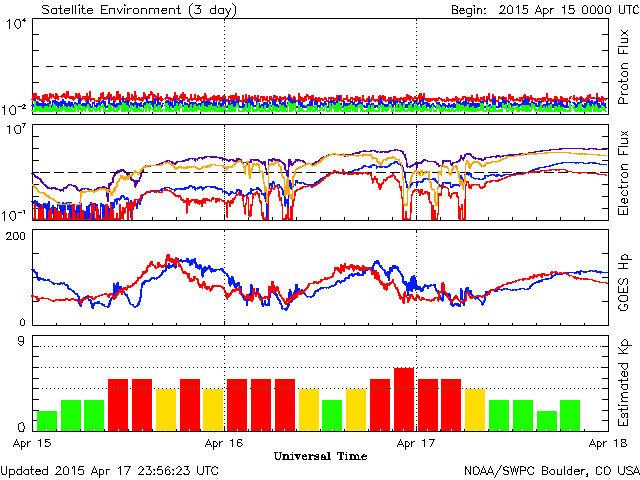 Satellite Environment (3 day) Begin: 2015 Apr 15 0000 UTC
10^4
10^-2
Proton Flux
10^7
10^-1
Electron Flux
200
0
GOES Hp
9
0
Estimated Kp
Apr 15 Apr 16 Apr 17 Apr 18
Universal Time
Updated 2015 Apr 17 23:56:23 UTC NOAA/SWPC Boulder, CO USA